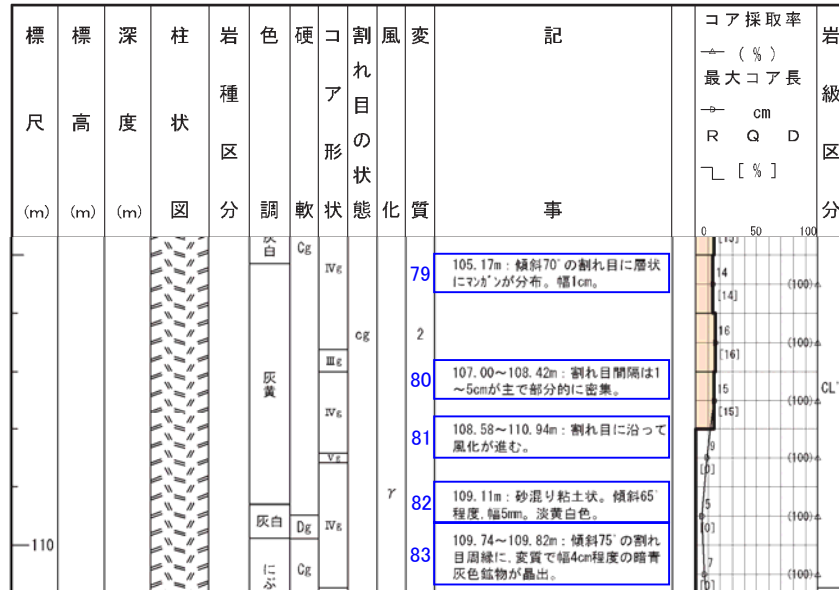 標尺(m)
標高(m)
深度(m)
柱状図
岩種区分
色調
硬軟
コア形状
割れ目の状態
風化
変質
記事
コア採取率
(%)
最大コア長
cm
R Q D
[%]
岩級区分
0 50 100
灰白
Cg
[15]
Ⅳg
79
105.17m:傾斜70°の割れ目に層状
にマンガンが分布。幅1cm。
14
(100)
[14]
cg
2
16
(100)
[16]
Ⅲg
灰黄
80
107.00~108.42m:割れ目間隔は1
~5cmが主で部分的に密集。
15
(100)
[15]
CL
Ⅳg
81
108.58~110.94m:割れ目に沿って
風化が進む。
Ⅴg
9
(100)
[0]
γ
82
109.11m:砂混り粘土状。傾斜65°
程度,幅5mm。淡黄白色。
灰白
Dg
Ⅳg
5
(100)
[0]
110
83
109.74~109.82m:傾斜75°の割れ
目周縁に,変質で幅4cm程度の暗青
灰色鉱物が晶出。
にぶ
Cg
7
(100)
[0]